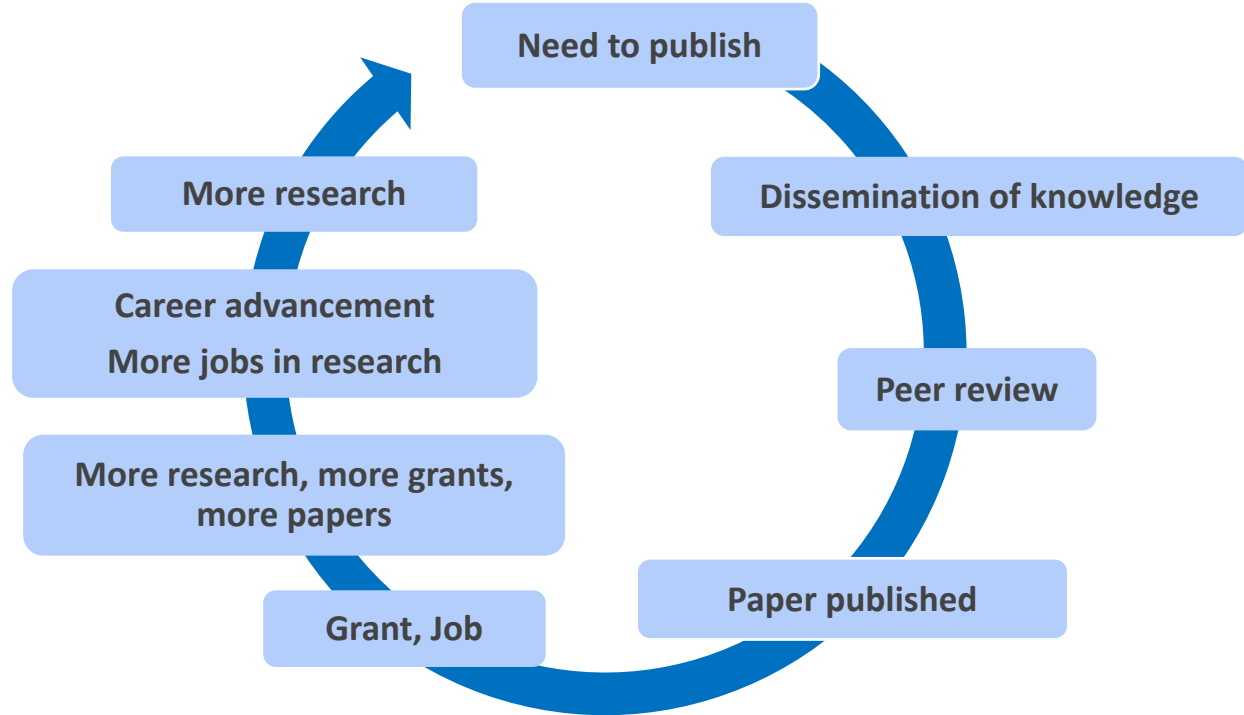 Need to publish
Dissemination of knowledge
Peer review
Paper published
Grant, Job
More research, more grants,
more papers
Career advancement
More jobs in research
More research